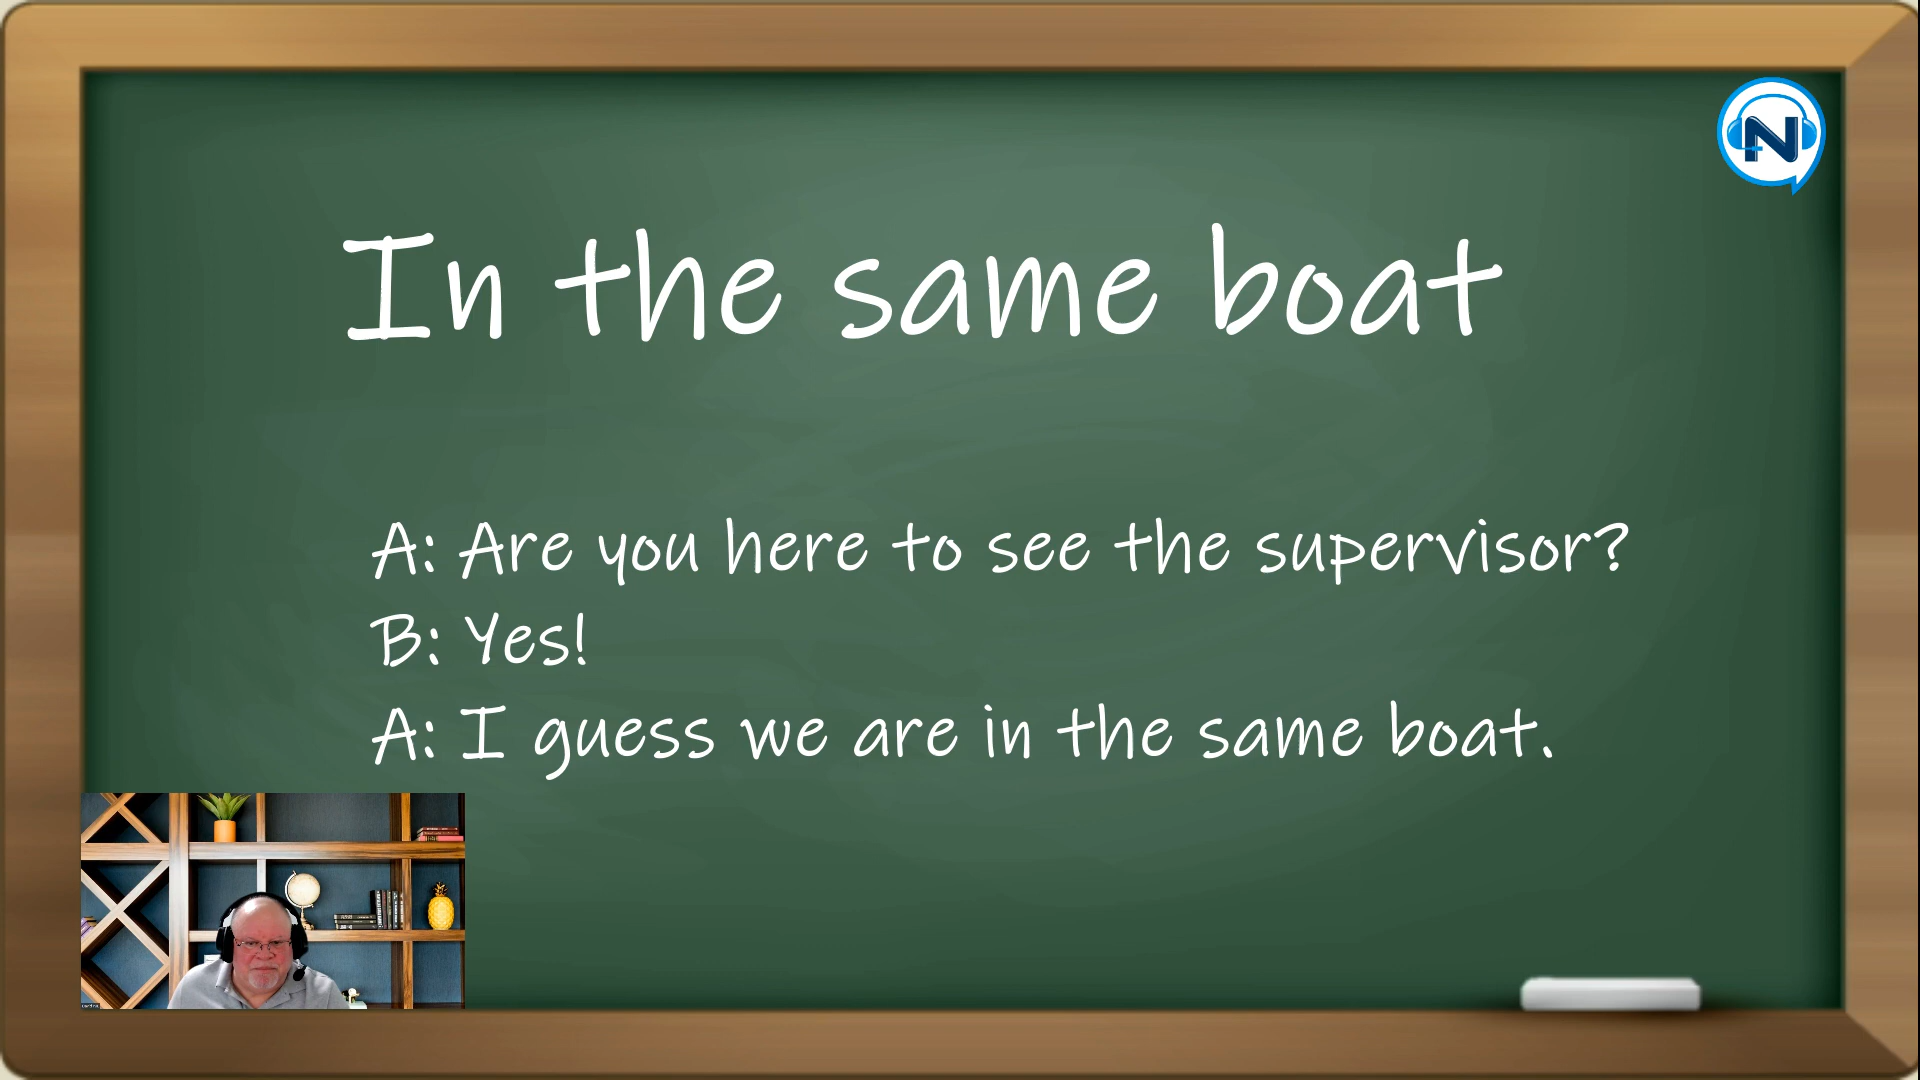 N
In the same boat
A: Are you here to see the supervisor?
B: Yes!
A: I guess we are in the same boat.